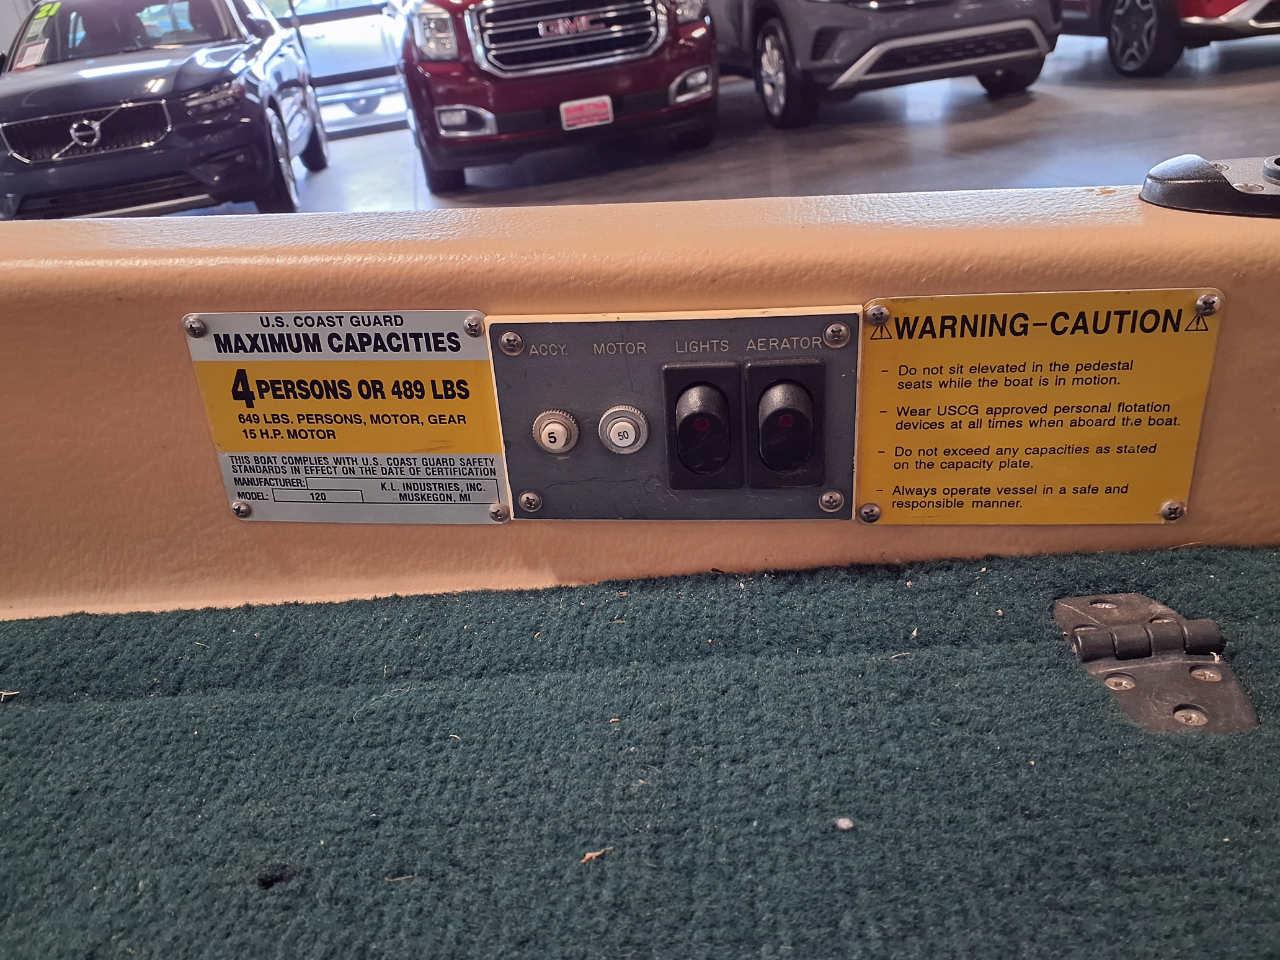 21
GMC
U.S. COAST GUARD
MAXIMUM CAPACITIES
4 PERSONS OR 489 LBS
649 LBS. PERSONS, MOTOR, GEAR
15 H.P. MOTOR
THIS BOAT COMPLIES WITH U.S. COAST GUARD SAFETY
STANDARDS IN EFFECT ON THE DATE OF CERTIFICATION
MANUFACTURER: K.L. INDUSTRIES, INC.
MODEL: 120 MUSKEGON, MI
ACCY. MOTOR LIGHTS AERATOR
5 50
WARNING-CAUTION
- Do not sit elevated in the pedestal
seats while the boat is in motion.
- Wear USCG approved personal flotation
devices at all times when aboard the boat.
- Do not exceed any capacities as stated
on the capacity plate.
- Always operate vessel in a safe and
responsible manner.